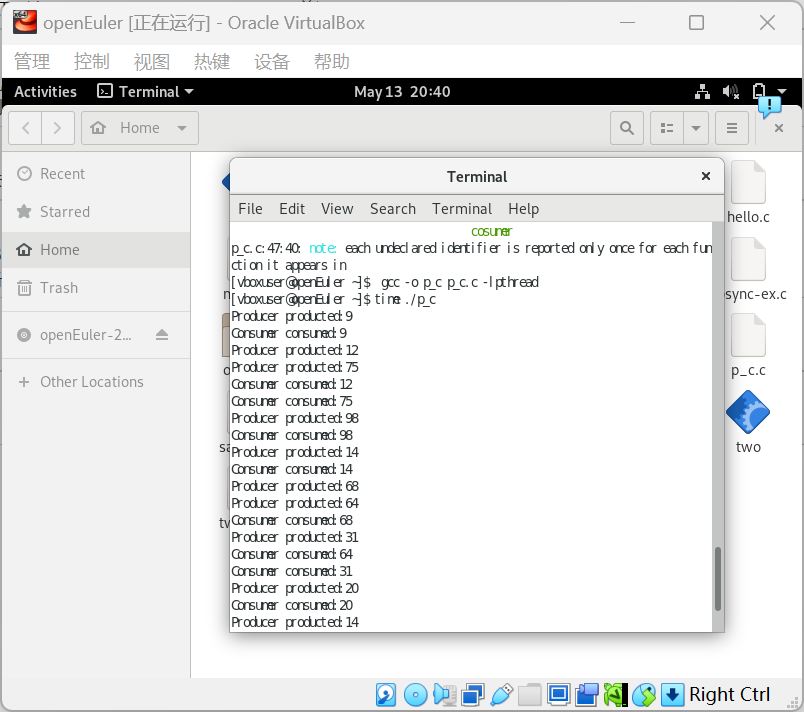 openEuler [正在运行] - Oracle VirtualBox
管理 控制 视图 热键 设备 帮助
Activities Terminal May 13 20:40
Home
Recent
Starred
Home
Trash
openEuler-2...
Other Locations
hello.c
sync-ex.c
p_c.c
two
Terminal
File Edit View Search Terminal Help
cosumer
p_c.c:47:40: note: each undeclared identifier is reported only once for each fun
ction it appears in
[vboxuser@openEuler ~]$ gcc -o p_c p_c.c -lpthread
[vboxuser@openEuler ~]$ time ./p_c
Producer producted:9
Consumer consumed:9
Producer producted:12
Producer producted:75
Consumer consumed:12
Consumer consumed:75
Producer producted:98
Consumer consumed:98
Producer producted:14
Consumer consumed:14
Producer producted:68
Producer producted:64
Consumer consumed:68
Producer producted:31
Consumer consumed:64
Consumer consumed:31
Producer producted:20
Consumer consumed:20
Producer producted:14
Right Ctrl